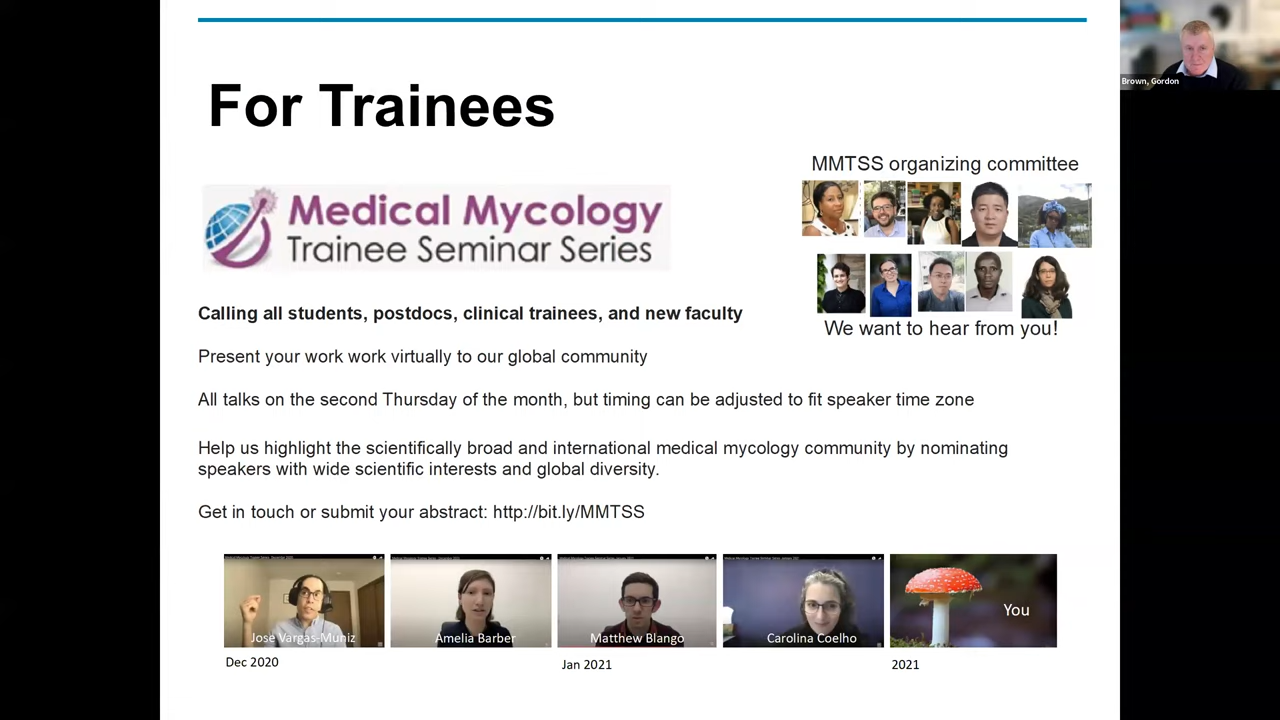 For Trainees
Brown, Gordon
MMTSS organizing committee
Medical Mycology
Trainee Seminar Series
We want to hear from you!
Calling all students, postdocs, clinical trainees, and new faculty
Present your work work virtually to our global community
All talks on the second Thursday of the month, but timing can be adjusted to fit speaker time zone
Help us highlight the scientifically broad and international medical mycology community by nominating
speakers with wide scientific interests and global diversity.
Get in touch or submit your abstract: http://bit.ly/MMTSS
José Vargas-Muñiz
Amelia Barber
Matthew Blango
Carolina Coelho
You
Dec 2020
Jan 2021
2021